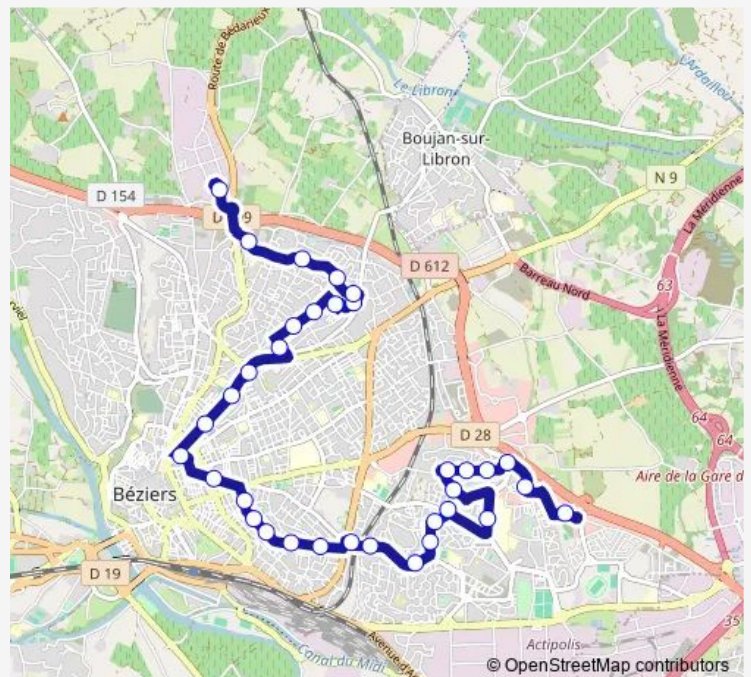 Route de Bédarieux
Le Libron
L'Ardaillou
Boujan-sur-
Libron
N 9
D 154
La Méridienne
D 612
Barreau Nord
63
La Méridienne
64
D 28
64
Aire de la Gare d
Béziers
D 19
35
Avenue d'A
Actipolis
Canal du Midi
© OpenStreetMap contributors